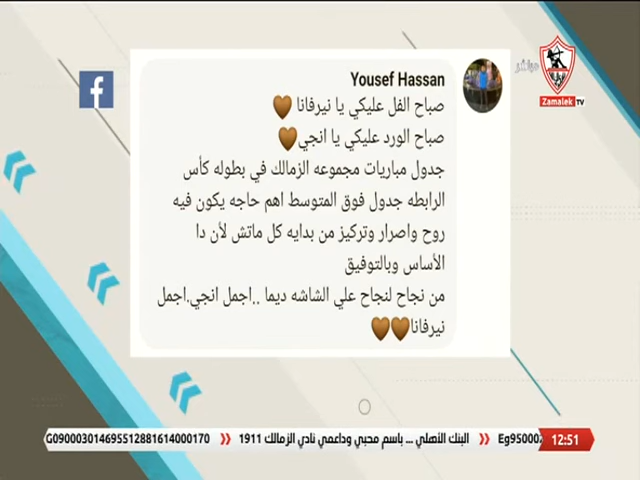 مباشر
Zamalek TV
Yousef Hassan
صباح الفل عليكي يا نيرفانا 🤎
صباح الورد عليكي يا انجي🤎
جدول مباريات مجموعه الزمالك في بطوله كأس
الرابطه جدول فوق المتوسط اهم حاجه يكون فيه
روح واصرار وتركيز من بدايه كل ماتش لأن دا
الأساس وبالتوفيق
من نجاح لنجاح علي الشاشه ديما ..اجمل انجي.اجمل
نيرفانا🤎🤎
12:51 Eg95000 البنك الأهلي ... باسم محبي وداعمي نادي الزمالك 1911 G0900030146955128816140001​70